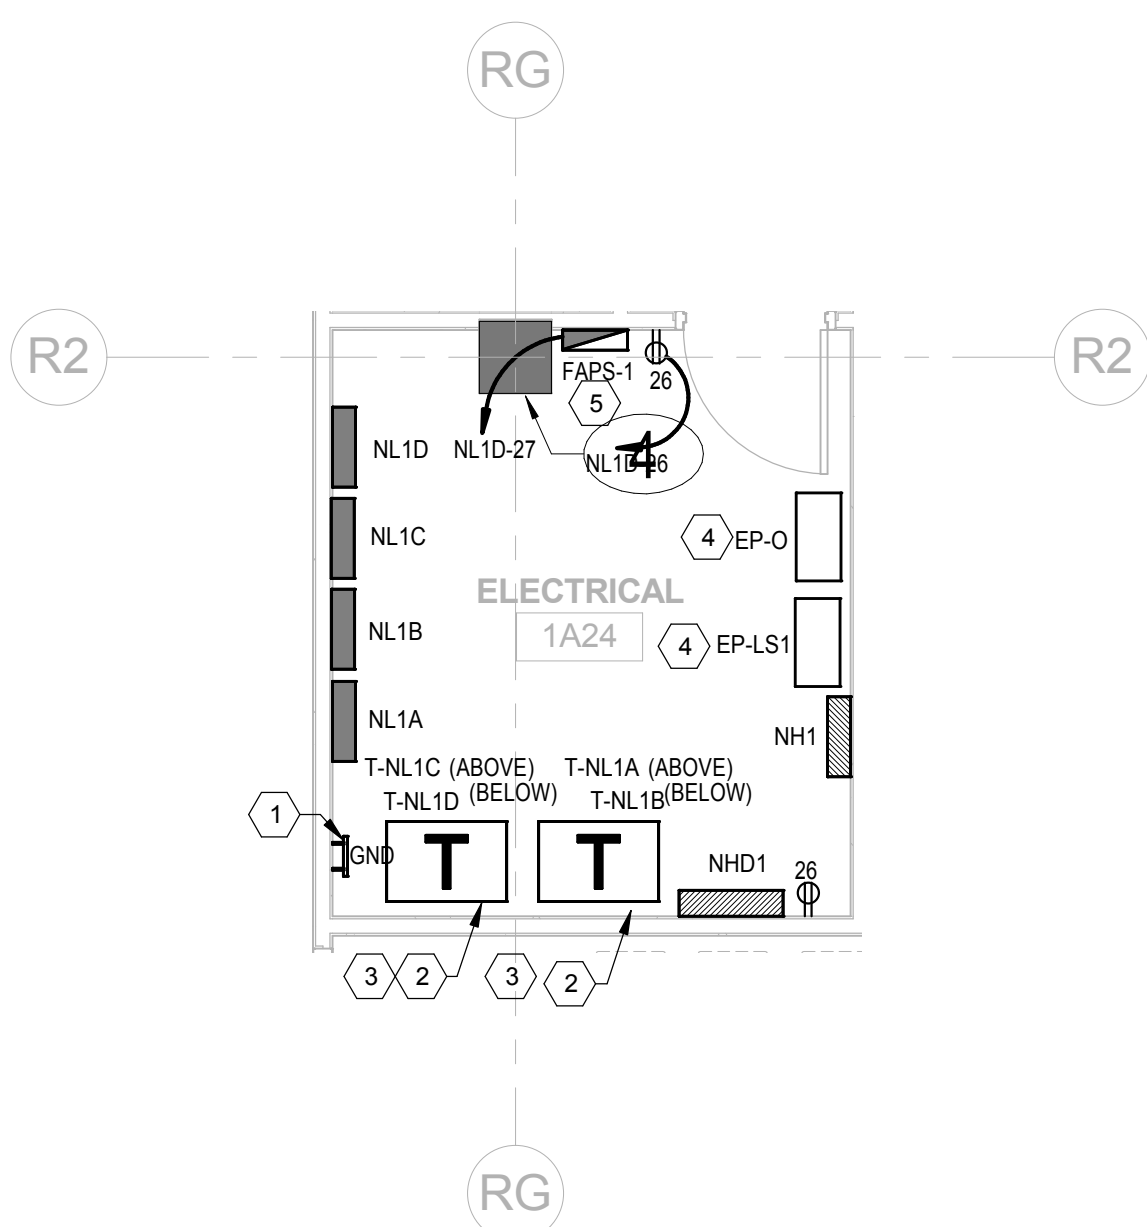 RG
R2
R2
FAPS-1
26
5
NL1D
NL1D-27
NL1D-26
4
NL1C
4
EP-O
ELECTRICAL
1A24
NL1B
4
EP-LS1
NL1A
NH1
T-NL1C (ABOVE)
T-NL1D (BELOW)
T-NL1A (ABOVE)
T-NL1B (BELOW)
1
GND
T
T
NHD1
26
3
2
3
2
RG